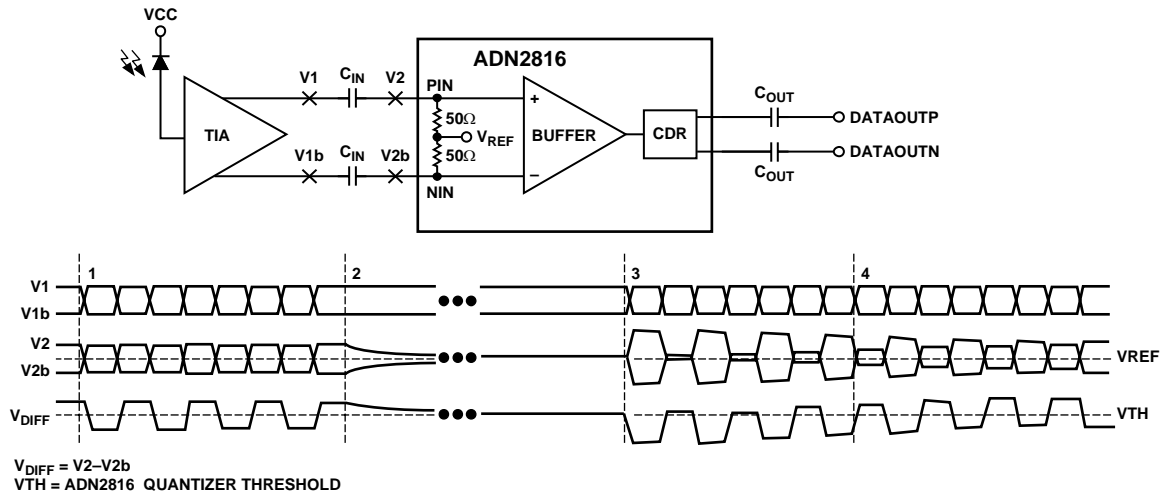 VCC
ADN2816
V1
C_IN
V2
PIN
+
50Ω
V_REF
50Ω
TIA
BUFFER
CDR
C_OUT
DATAOUTP
DATAOUTN
C_OUT
V1b
C_IN
V2b
NIN
–
1
2
3
4
V1
V1b
V2
V2b
VREF
V_DIFF
VTH
V_DIFF = V2–V2b
VTH = ADN2816 QUANTIZER THRESHOLD